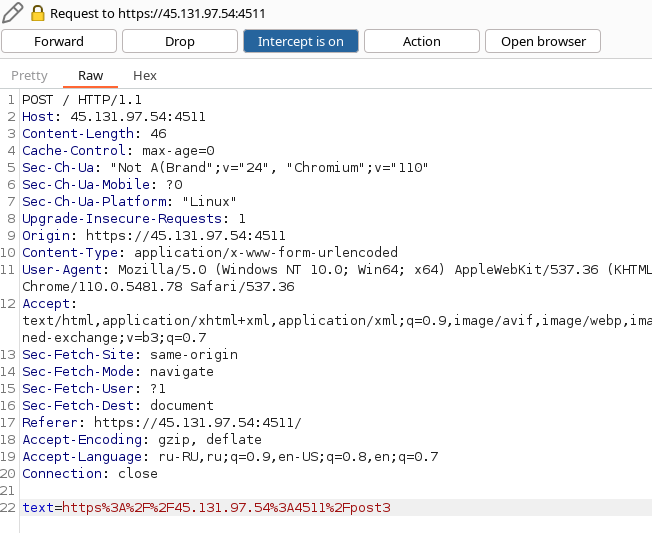 Request to https://45.131.97.54:4511
Forward Drop Intercept is on Action Open browser
Pretty Raw Hex
1 POST / HTTP/1.1
2 Host: 45.131.97.54:4511
3 Content-Length: 46
4 Cache-Control: max-age=0
5 Sec-Ch-Ua: "Not A(Brand";v="24", "Chromium";v="110"
6 Sec-Ch-Ua-Mobile: ?0
7 Sec-Ch-Ua-Platform: "Linux"
8 Upgrade-Insecure-Requests: 1
9 Origin: https://45.131.97.54:4511
10 Content-Type: application/x-www-form-urlencoded
11 User-Agent: Mozilla/5.0 (Windows NT 10.0; Win64; x64) AppleWebKit/537.36 (KHTML
Chrome/110.0.5481.78 Safari/537.36
12 Accept:
text/html,application/xhtml+xml,application/xml;q=0.9,image/avif,image/webp,ima
ned-exchange;v=b3;q=0.7
13 Sec-Fetch-Site: same-origin
14 Sec-Fetch-Mode: navigate
15 Sec-Fetch-User: ?1
16 Sec-Fetch-Dest: document
17 Referer: https://45.131.97.54:4511/
18 Accept-Encoding: gzip, deflate
19 Accept-Language: ru-RU,ru;q=0.9,en-US;q=0.8,en;q=0.7
20 Connection: close
21
22 text=https%3A%2F%2F45.131.97.54%3A4511%2Fpost3